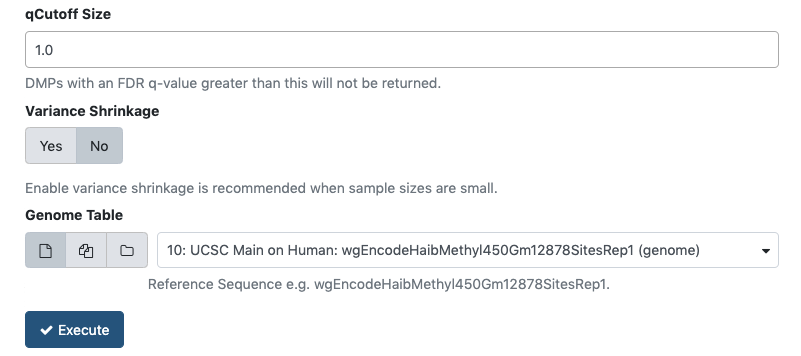 qCutoff Size
1.0
DMPs with an FDR q-value greater than this will not be returned.
Variance Shrinkage
Yes No
Enable variance shrinkage is recommended when sample sizes are small.
Genome Table
10: UCSC Main on Human: wgEncodeHaibMethyl450Gm12878SitesRep1 (genome)
Reference Sequence e.g. wgEncodeHaibMethyl450Gm12878SitesRep1.
Execute